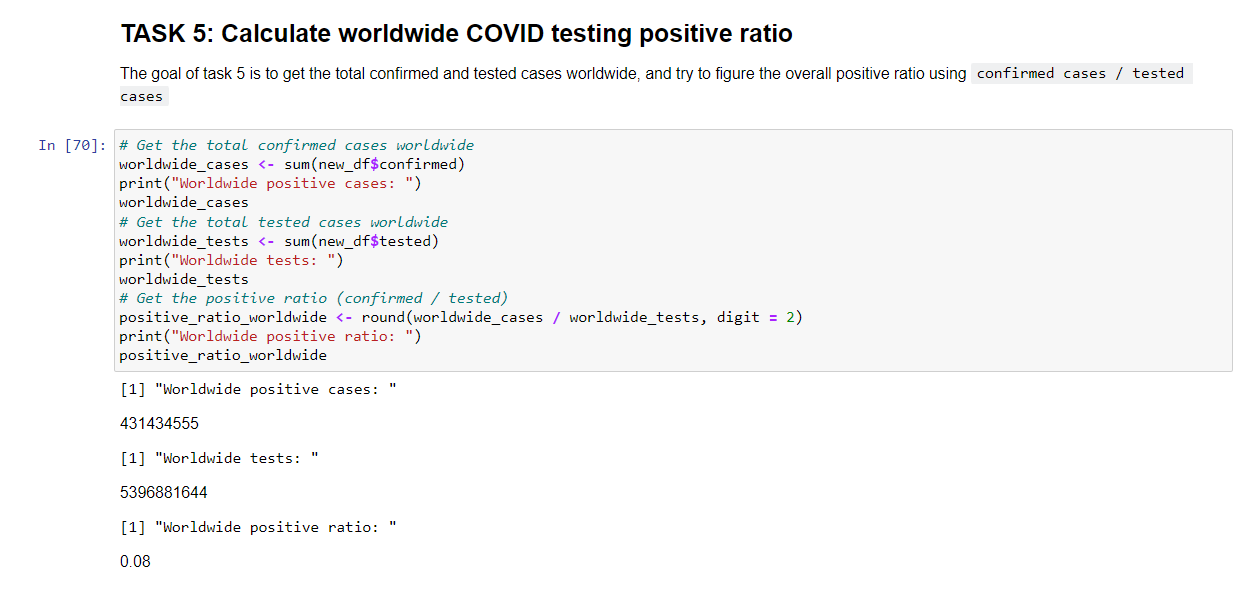 TASK 5: Calculate worldwide COVID testing positive ratio
The goal of task 5 is to get the total confirmed and tested cases worldwide, and try to figure the overall positive ratio using confirmed cases / tested
cases
In [70]: # Get the total confirmed cases worldwide
worldwide_cases <- sum(new_df$confirmed)
print("Worldwide positive cases: ")
worldwide_cases
# Get the total tested cases worldwide
worldwide_tests <- sum(new_df$tested)
print("Worldwide tests: ")
worldwide_tests
# Get the positive ratio (confirmed / tested)
positive_ratio_worldwide <- round(worldwide_cases / worldwide_tests, digit = 2)
print("Worldwide positive ratio: ")
positive_ratio_worldwide
[1] "Worldwide positive cases: "
431434555
[1] "Worldwide tests: "
5396881644
[1] "Worldwide positive ratio: "
0.08